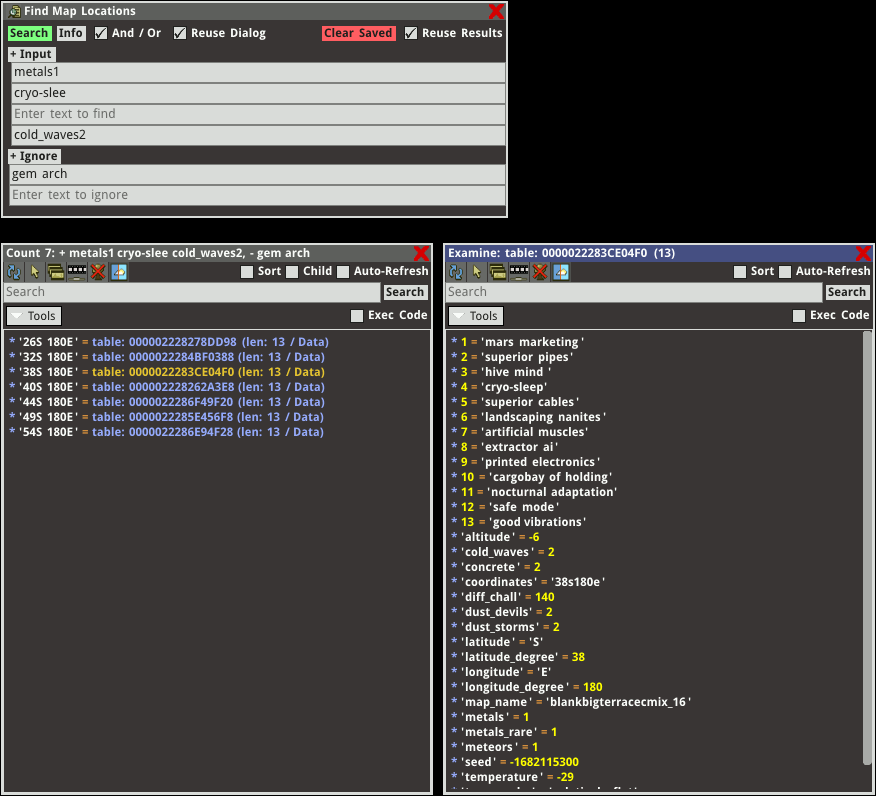 Find Map Locations
Search Info And / Or Reuse Dialog Clear Saved Reuse Results
+ Input
metals1
cryo-slee
Enter text to find
cold_waves2
+ Ignore
gem arch
Enter text to ignore
Count 7: + metals1 cryo-slee cold_waves2, - gem arch
Sort Child Auto-Refresh
Search Search
Tools Exec Code
* '26S 180E' = table: 000002228278DD98 (len: 13 / Data)
* '32S 180E' = table: 000002284BF0388 (len: 13 / Data)
* '38S 180E' = table: 0000022283CE04F0 (len: 13 / Data)
* '40S 180E' = table: 000002228262A3E8 (len: 13 / Data)
* '44S 180E' = table: 0000022286F49F20 (len: 13 / Data)
* '49S 180E' = table: 0000022285E456F8 (len: 13 / Data)
* '54S 180E' = table: 0000022286E94F28 (len: 13 / Data)
Examine: table: 0000022283CE04F0 (13)
Sort Auto-Refresh
Search Search
Tools Exec Code
* 1 = 'mars marketing'
* 2 = 'superior pipes'
* 3 = 'hive mind '
* 4 = 'cryo-sleep'
* 5 = 'superior cables'
* 6 = 'landscaping nanites'
* 7 = 'artificial muscles'
* 8 = 'extractor ai'
* 9 = 'printed electronics'
* 10 = 'cargobay of holding'
* 11 = 'nocturnal adaptation'
* 12 = 'safe mode'
* 13 = 'good vibrations'
* 'altitude' = -6
* 'cold_waves' = 2
* 'concrete' = 2
* 'coordinates' = '38s180e'
* 'diff_chall' = 140
* 'dust_devils' = 2
* 'dust_storms' = 2
* 'latitude' = 'S'
* 'latitude_degree' = 38
* 'longitude' = 'E'
* 'longitude_degree' = 180
* 'map_name' = 'blankbigterracecmix_16'
* 'metals' = 1
* 'metals_rare' = 1
* 'meteors' = 1
* 'seed' = -1682115300
* 'temperature' = -29